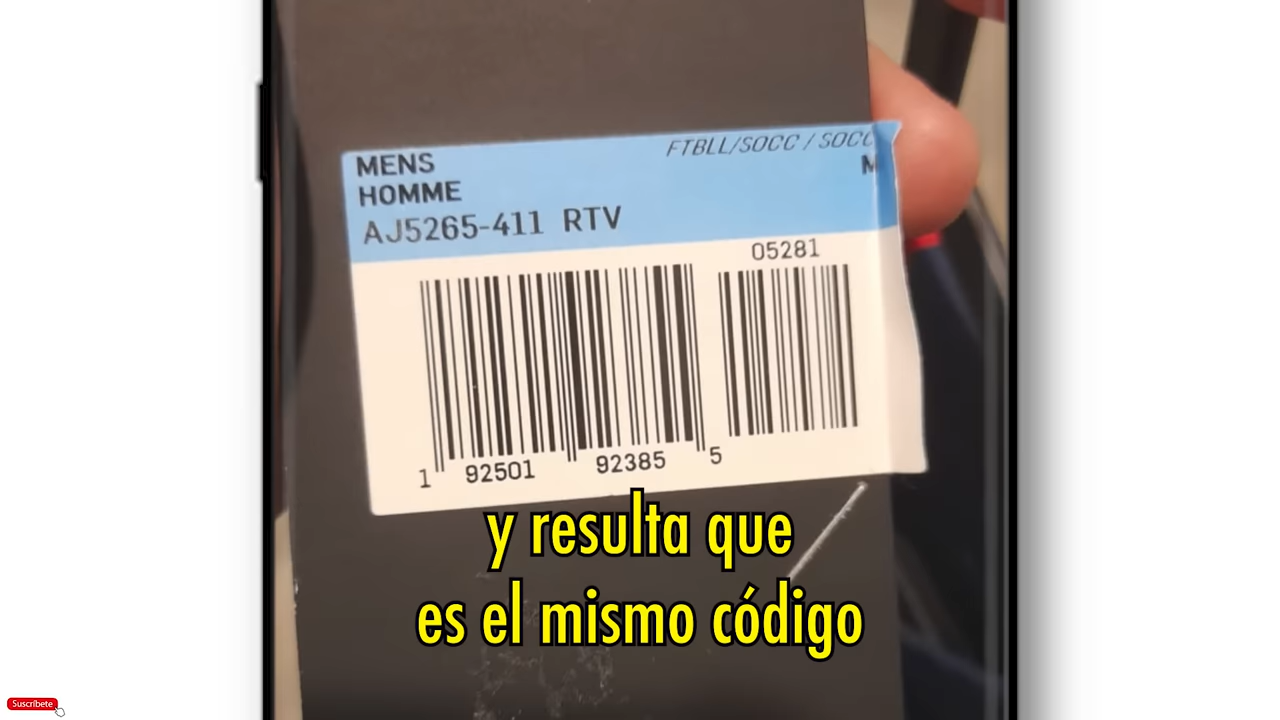 MENS
FTBLL/SOCC / SOCC
HOMME
M
AJ5265-411 RTV
05281
1 92501 92385 5
y resulta que
es el mismo código
Suscríbete